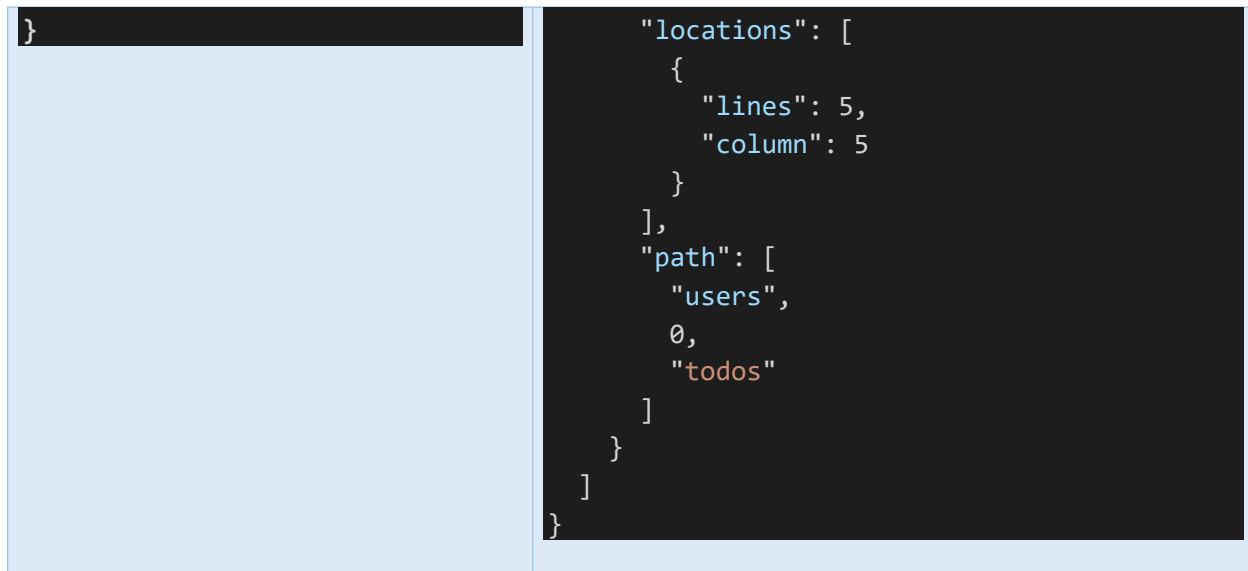 }
"locations": [
{
"lines": 5,
"column": 5
}
],
"path": [
"users",
0,
"todos"
]
}
]
}